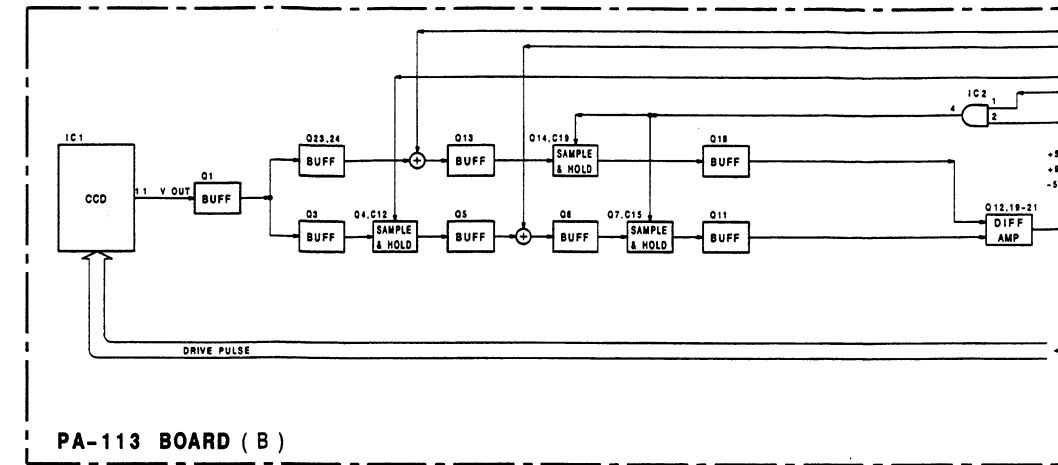 IC2
4
1
2
IC1
CCD
11 V OUT
Q1
BUFF
Q23,24
BUFF
Q13
BUFF
Q14,C19
SAMPLE
& HOLD
Q18
BUFF
Q3
BUFF
Q4,C12
SAMPLE
& HOLD
Q5
BUFF
Q6
BUFF
Q7,C15
SAMPLE
& HOLD
Q11
BUFF
-5
Q12,19-21
DIFF
AMP
DRIVE PULSE
PA-113 BOARD (B)